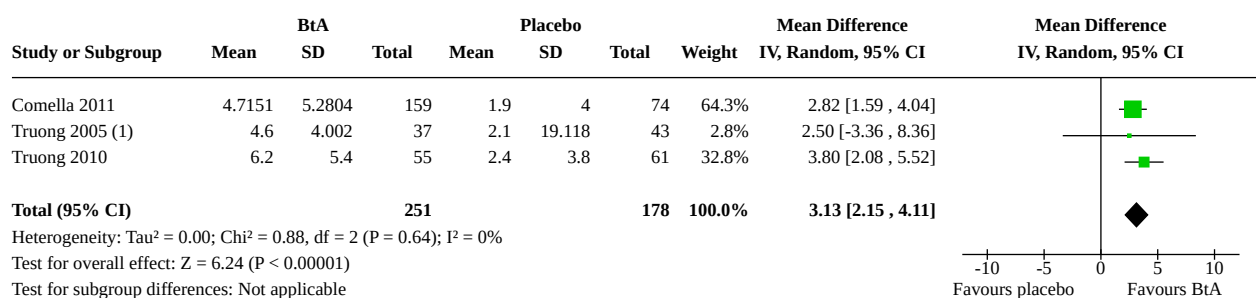 BtA Placebo Mean Difference Mean Difference
Study or Subgroup Mean SD Total Mean SD Total Weight IV, Random, 95% CI IV, Random, 95% CI
Comella 2011 4.7151 5.2804 159 1.9 4 74 64.3% 2.82 [1.59 , 4.04]
Truong 2005 (1) 4.6 4.002 37 2.1 19.118 43 2.8% 2.50 [-3.36 , 8.36]
Truong 2010 6.2 5.4 55 2.4 3.8 61 32.8% 3.80 [2.08 , 5.52]
Total (95% CI) 251 178 100.0% 3.13 [2.15 , 4.11]
Heterogeneity: Tau² = 0.00; Chi² = 0.88, df = 2 (P = 0.64); I² = 0%
Test for overall effect: Z = 6.24 (P < 0.00001)
Test for subgroup differences: Not applicable
-10 -5 0 5 10
Favours placebo Favours BtA